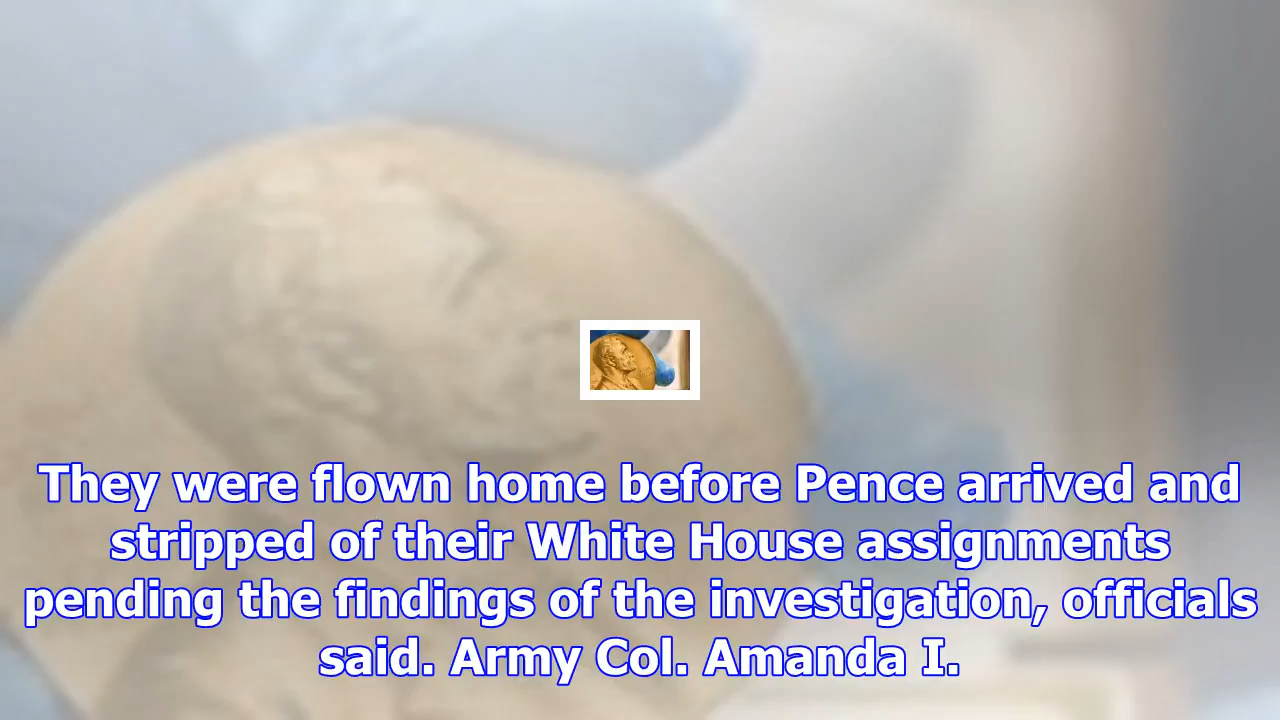 They were flown home before Pence arrived and
stripped of their White House assignments
pending the findings of the investigation, officials
said. Army Col. Amanda I.